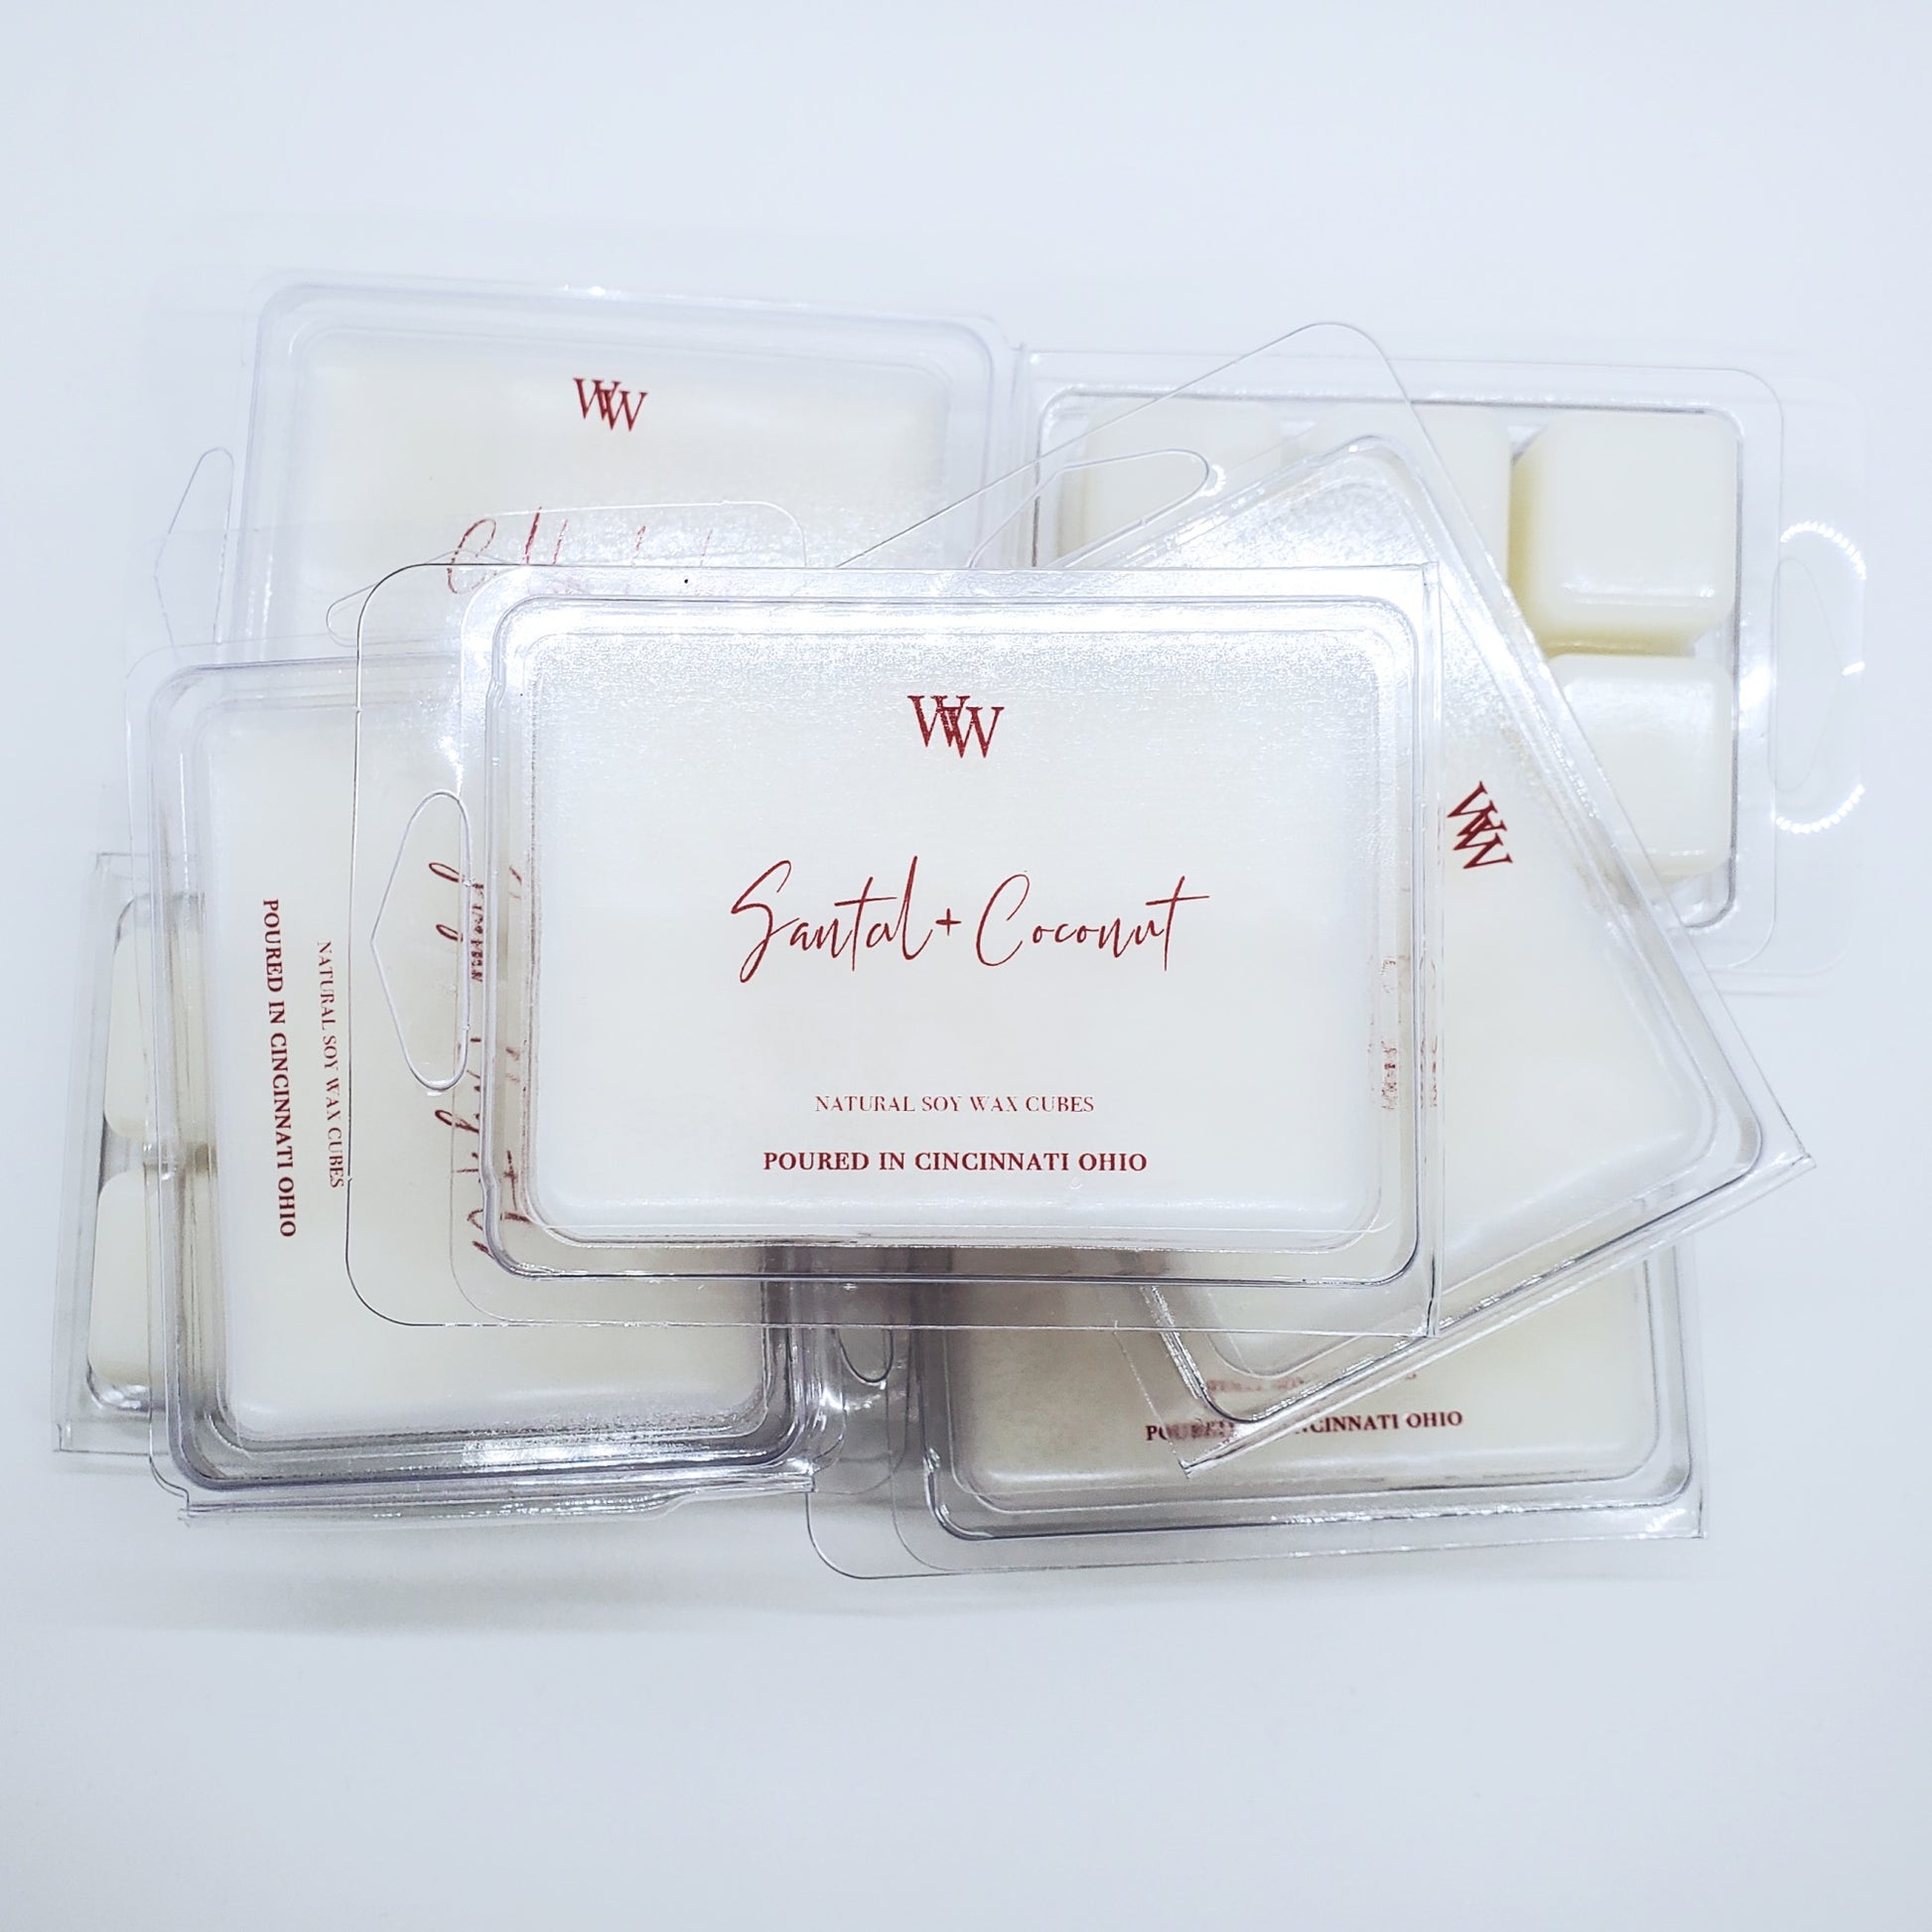 WW
WW
Santal + Coconut
NATURAL SOY WAX CUBES
POURED IN CINCINNATI OHIO
WW
NATURAL SOY WAX CUBES
POURED IN CINCINNATI OHIO
CINCINNATI OHIO